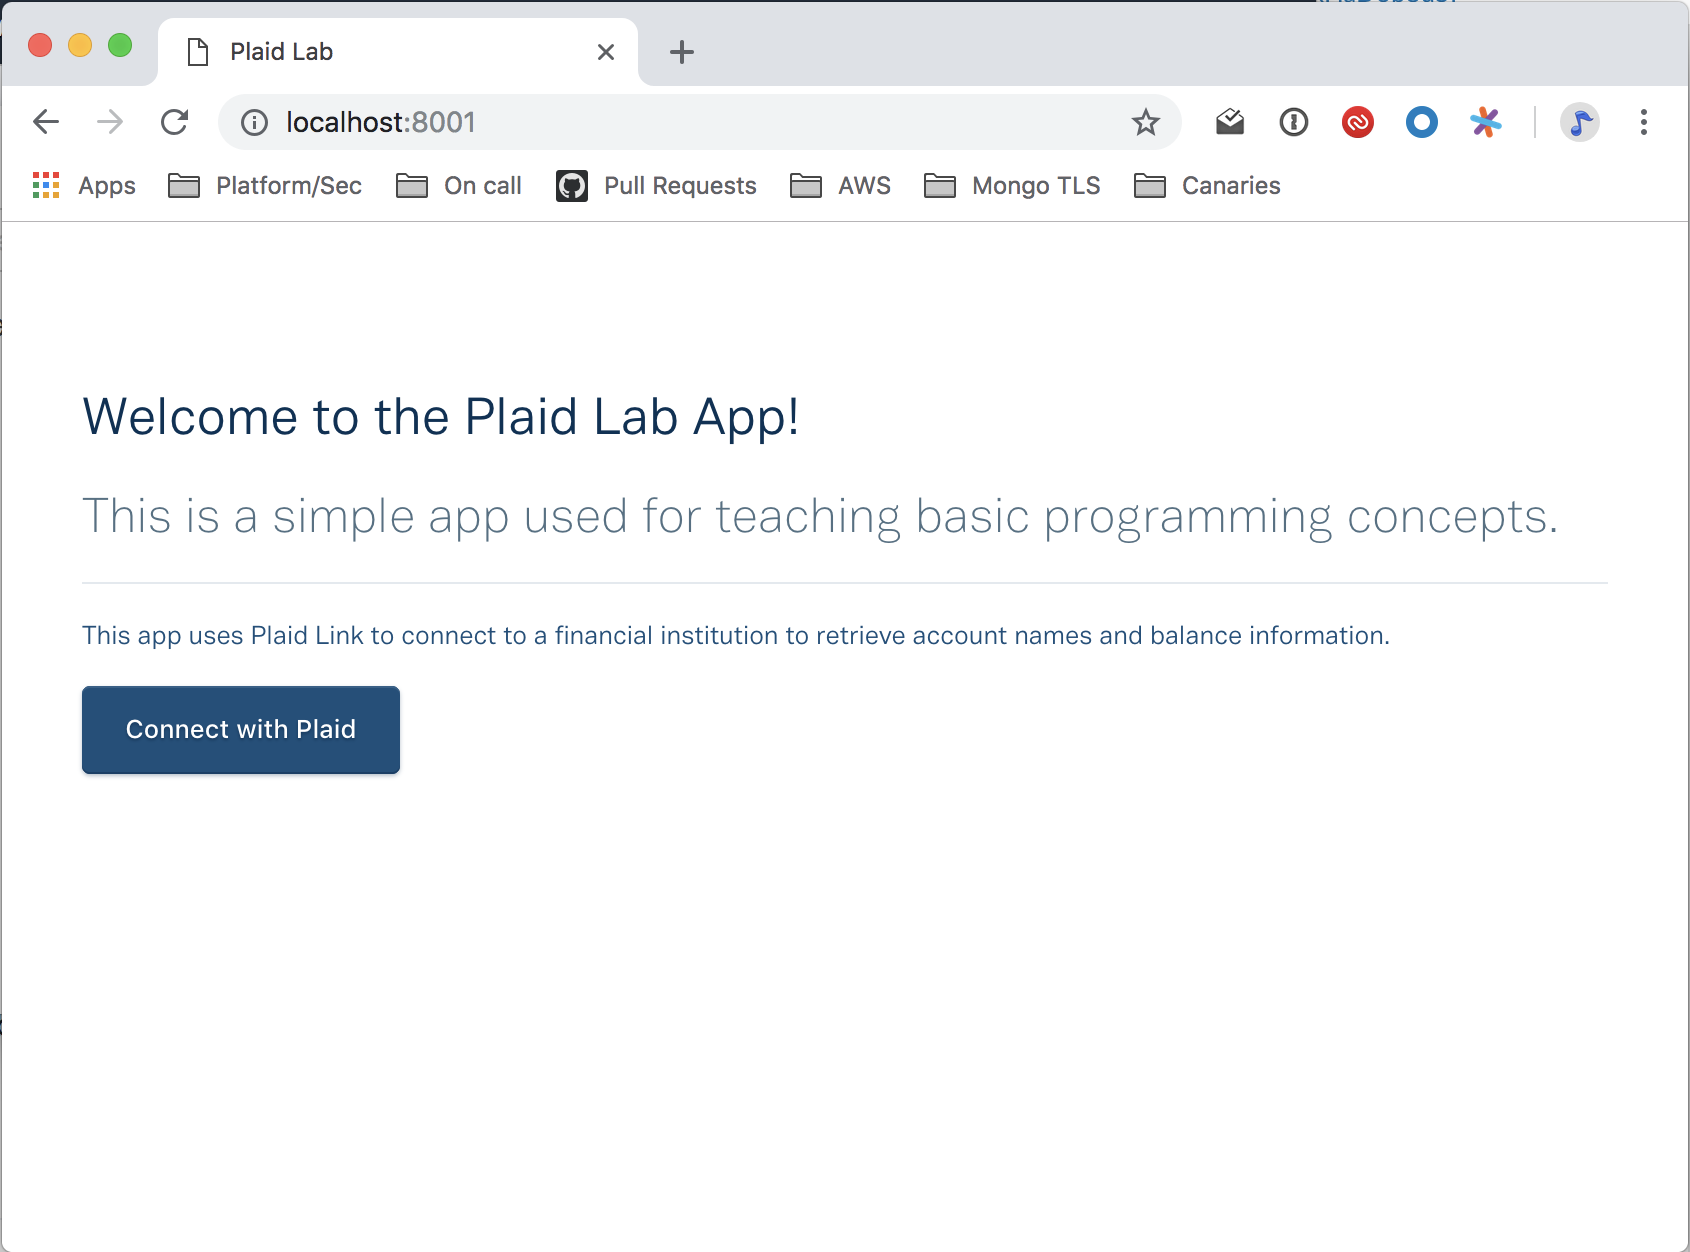 Plaid Lab
localhost:8001
Apps Platform/Sec On call Pull Requests AWS Mongo TLS Canaries
Welcome to the Plaid Lab App!
This is a simple app used for teaching basic programming concepts.
This app uses Plaid Link to connect to a financial institution to retrieve account names and balance information.
Connect with Plaid